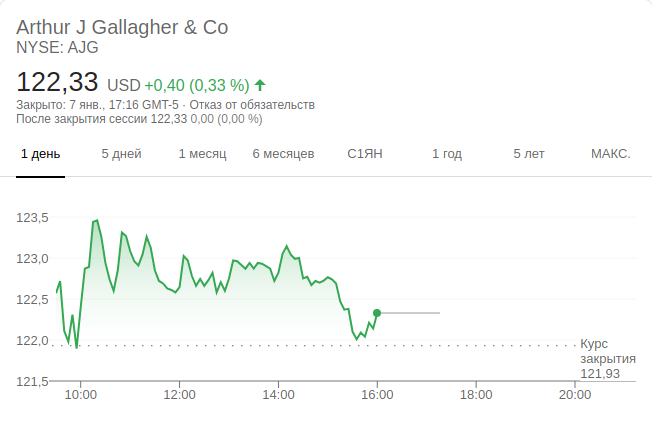 Arthur J Gallagher & Co
NYSE: AJG
122,33 USD +0,40 (0,33 %)
Закрыто: 7 янв., 17:16 GMT-5 · Отказ от обязательств
После закрытия сессии 122,33 0,00 (0,00 %)
1 день 5 дней 1 месяц 6 месяцев С1ЯН 1 год 5 лет МАКС.
123,5
123,0
122,5
122,0
Курс
закрытия
121,93
121,5
10:00 12:00 14:00 16:00 18:00 20:00